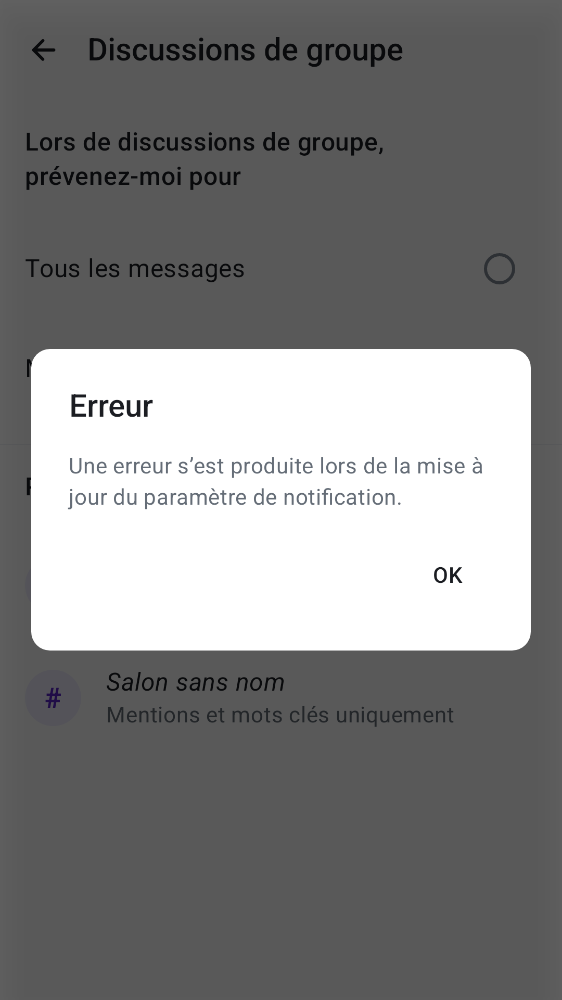 Discussions de groupe
Lors de discussions de groupe,
prévenez-moi pour
Tous les messages
Erreur
Une erreur s’est produite lors de la mise à
jour du paramètre de notification.
OK
#
Salon sans nom
Mentions et mots clés uniquement